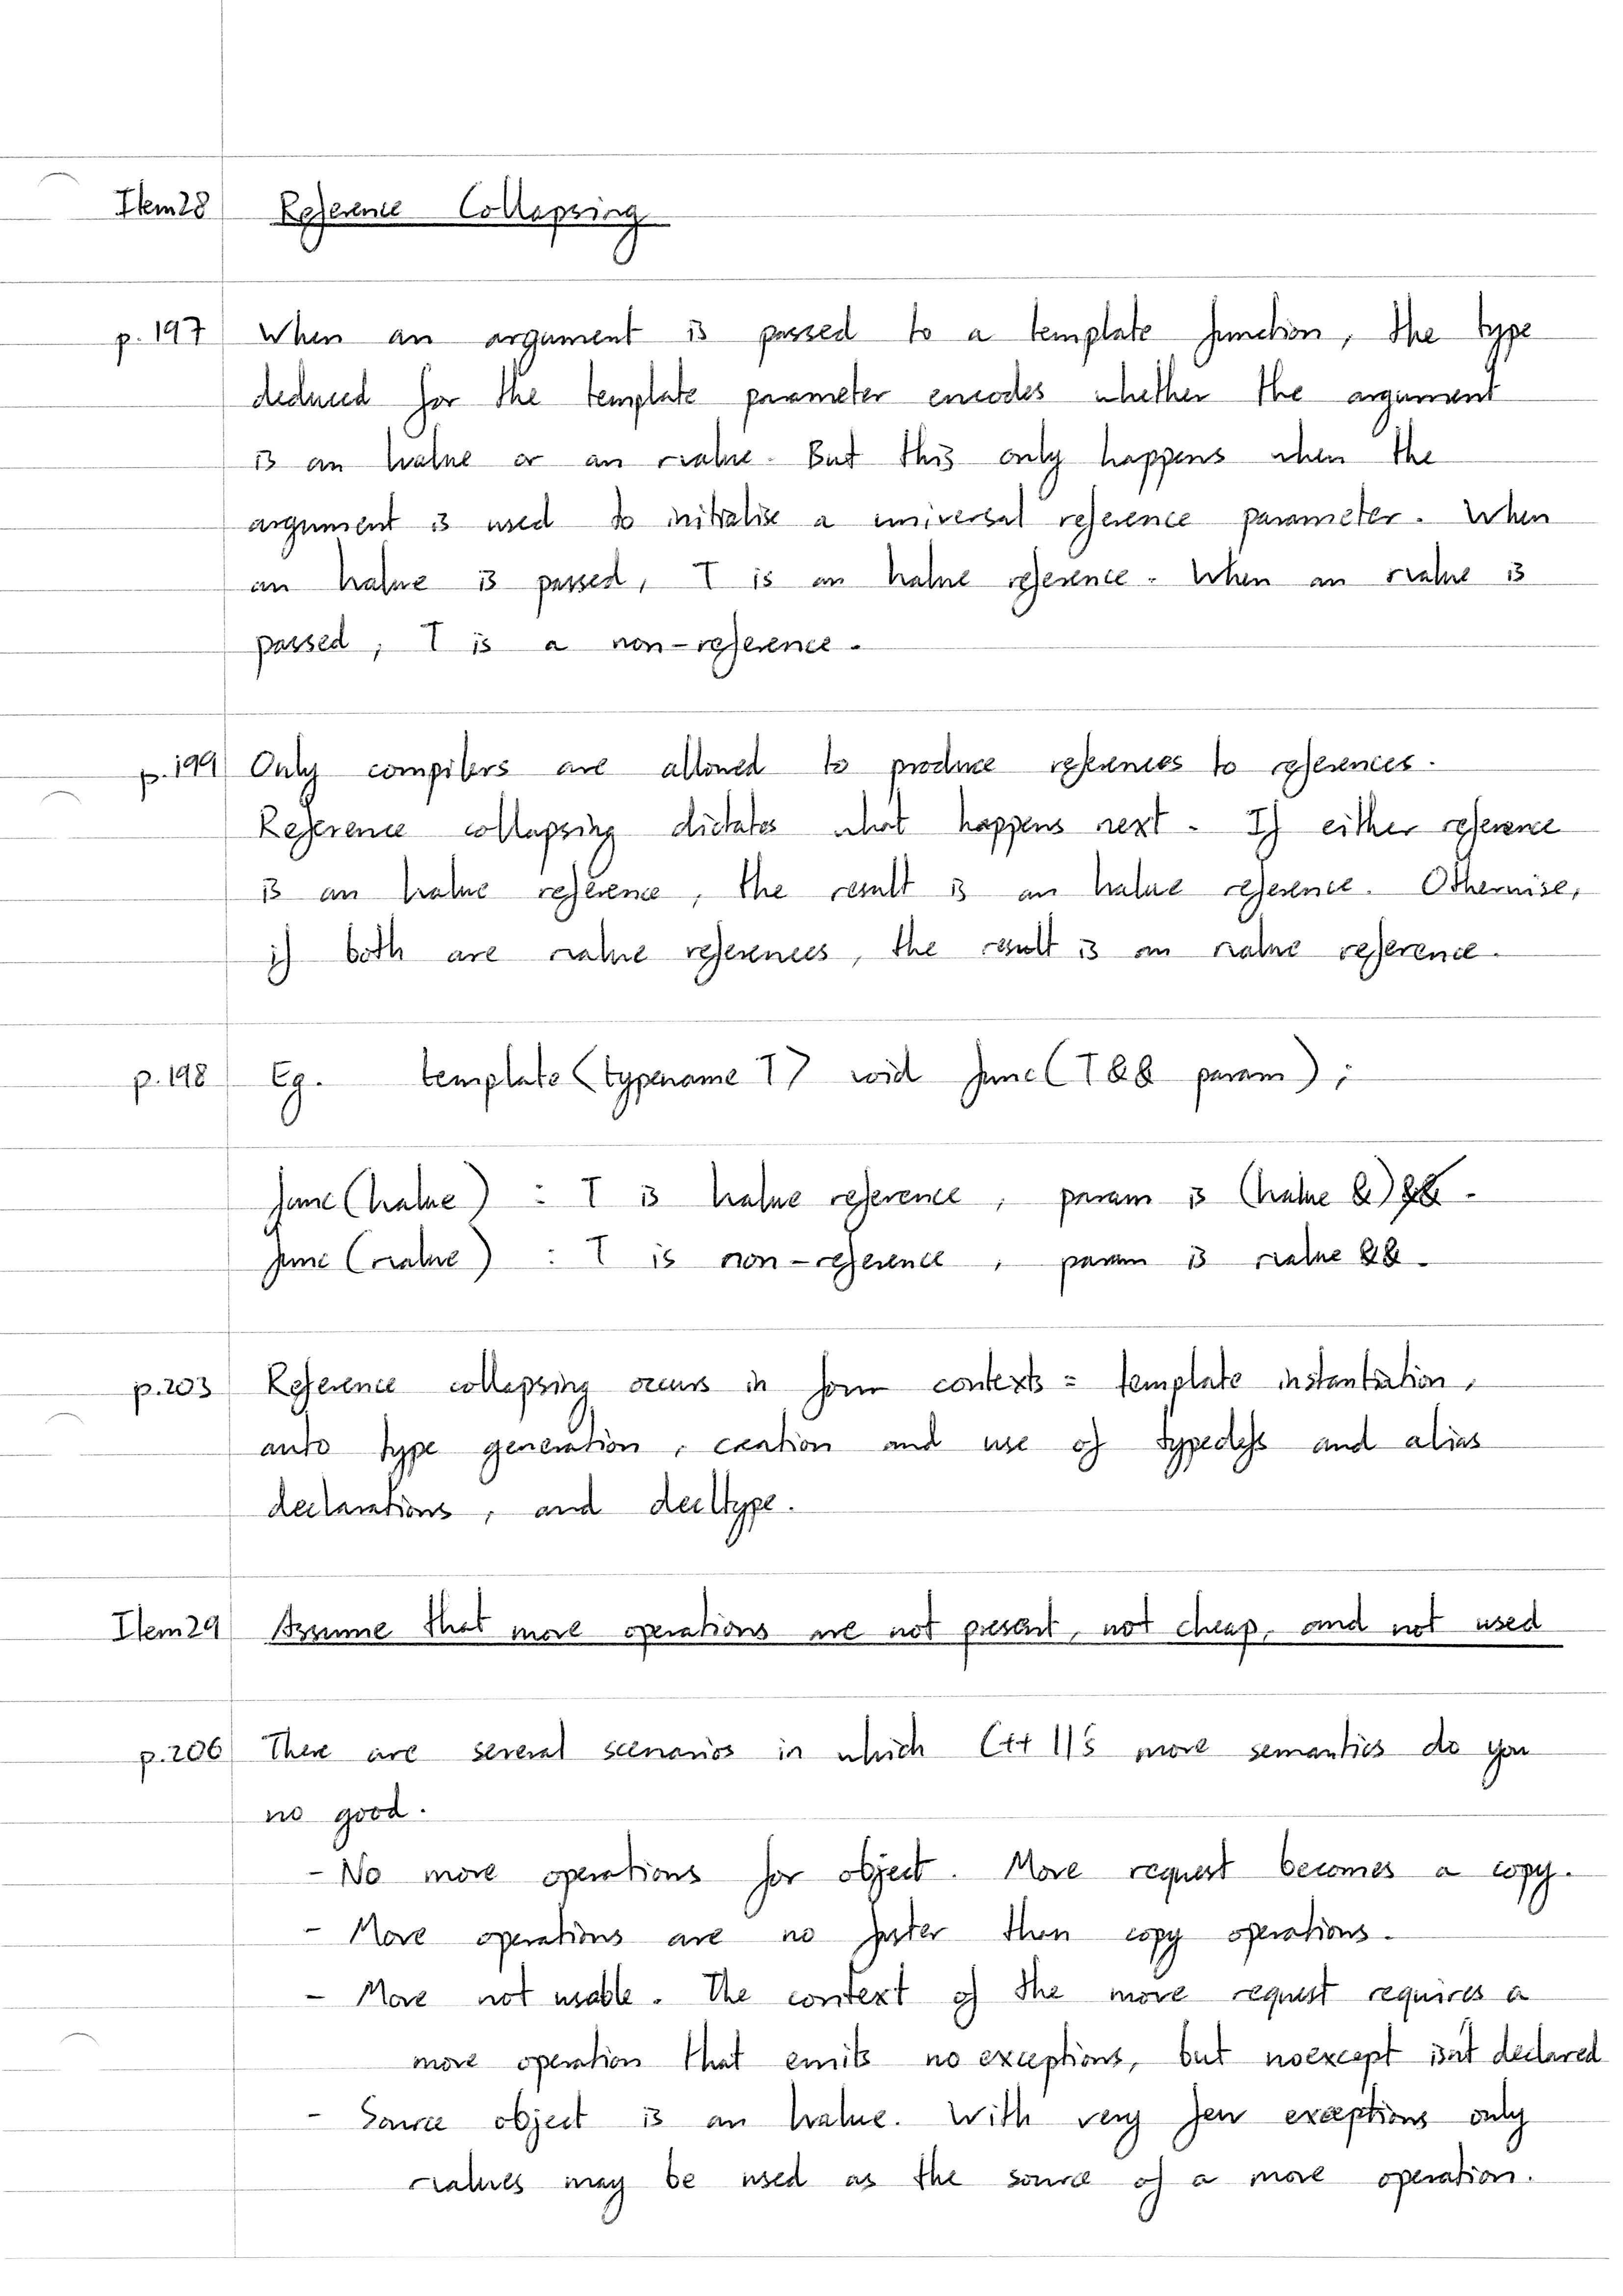 Item 28 Reference Collapsing
p. 197 When an argument is passed to a template function, the type
deduced for the template parameter encodes whether the argument
is an lvalue or an rvalue. But this only happens when the
argument is used to initialise a universal reference parameter. When
an lvalue is passed, T is an lvalue reference. When an rvalue is
passed, T is a non-reference.
p. 199 Only compilers are allowed to produce references to references.
Reference collapsing dictates what happens next. If either reference
is an lvalue reference, the result is an lvalue reference. Otherwise,
if both are rvalue references, the result is an rvalue reference.
p. 198 Eg. template <typename T> void func(T&& param);
func(lvalue) : T is lvalue reference, param is (lvalue &)&&.
func(rvalue) : T is non-reference, param is rvalue &&.
p. 203 Reference collapsing occurs in four contexts: template instantiation,
auto type generation, creation and use of typedefs and alias
declarations, and decltype.
Item 29 Assume that move operations are not present, not cheap, and not used
p. 206 There are several scenarios in which C++ 11's move semantics do you
no good.
- No move operations for object. Move request becomes a copy.
- Move operations are no faster than copy operations.
- Move not usable. The context of the move request requires a
move operation that emits no exceptions, but noexcept isn't declared
- Source object is an lvalue. With very few exceptions only
rvalues may be used as the source of a move operation.